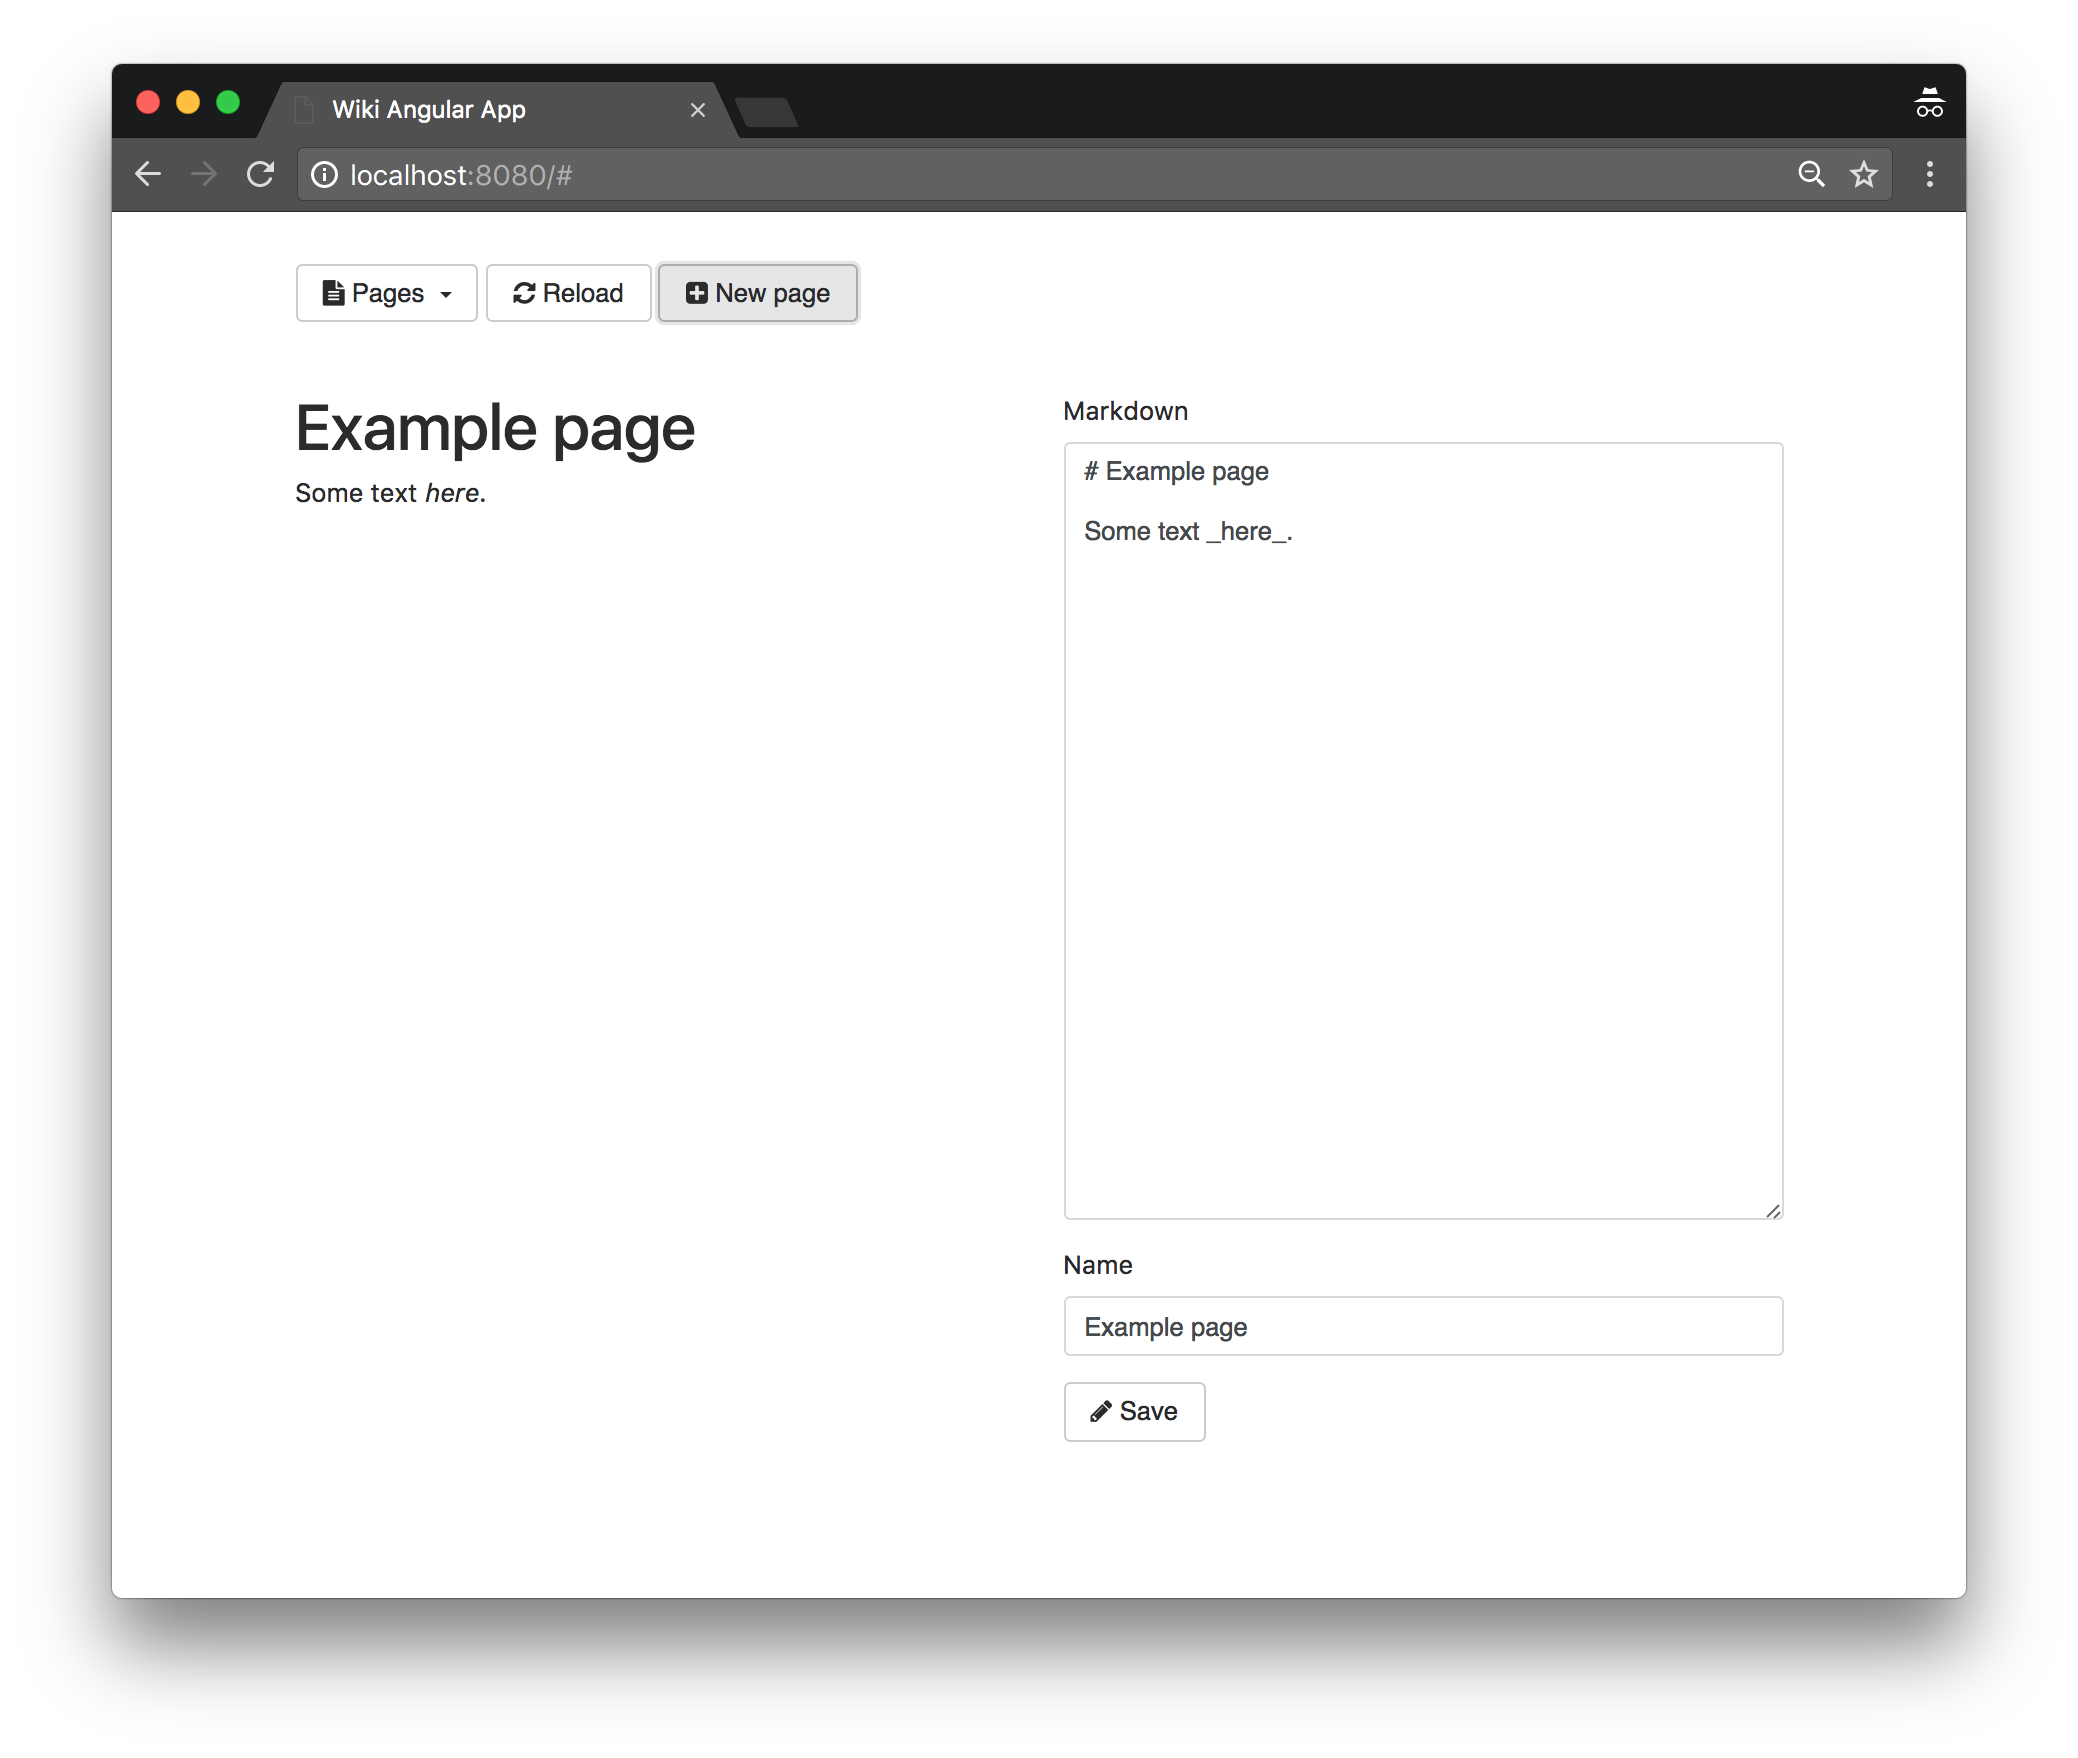 Wiki Angular App
localhost:8080/#
Pages Reload New page
Example page
Some text here.
Markdown
# Example page
Some text _here_.
Name
Example page
Save